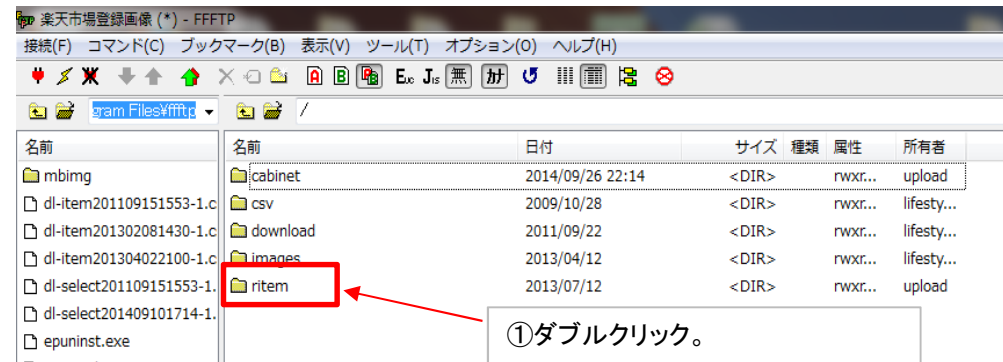 楽天市場登録画像 (*) - FFFTP
接続(F) コマンド(C) ブックマーク(B) 表示(V) ツール(T) オプション(O) ヘルプ(H)
A B Euc JIS 無 カナ
gram Files¥ffftp /
名前 名前 日付 サイズ 種類 属性 所有者
mbimg cabinet 2014/09/26 22:14 <DIR> rwxr... upload
dl-item201109151553-1.c csv 2009/10/28 <DIR> rwxr... lifesty...
dl-item201302081430-1.c download 2011/09/22 <DIR> rwxr... lifesty...
dl-item201304022100-1.c images 2013/04/12 <DIR> rwxr... lifesty...
dl-select201109151553-1. ritem 2013/07/12 <DIR> rwxr... upload
dl-select201409101714-1.
epuninst.exe
①ダブルクリック。